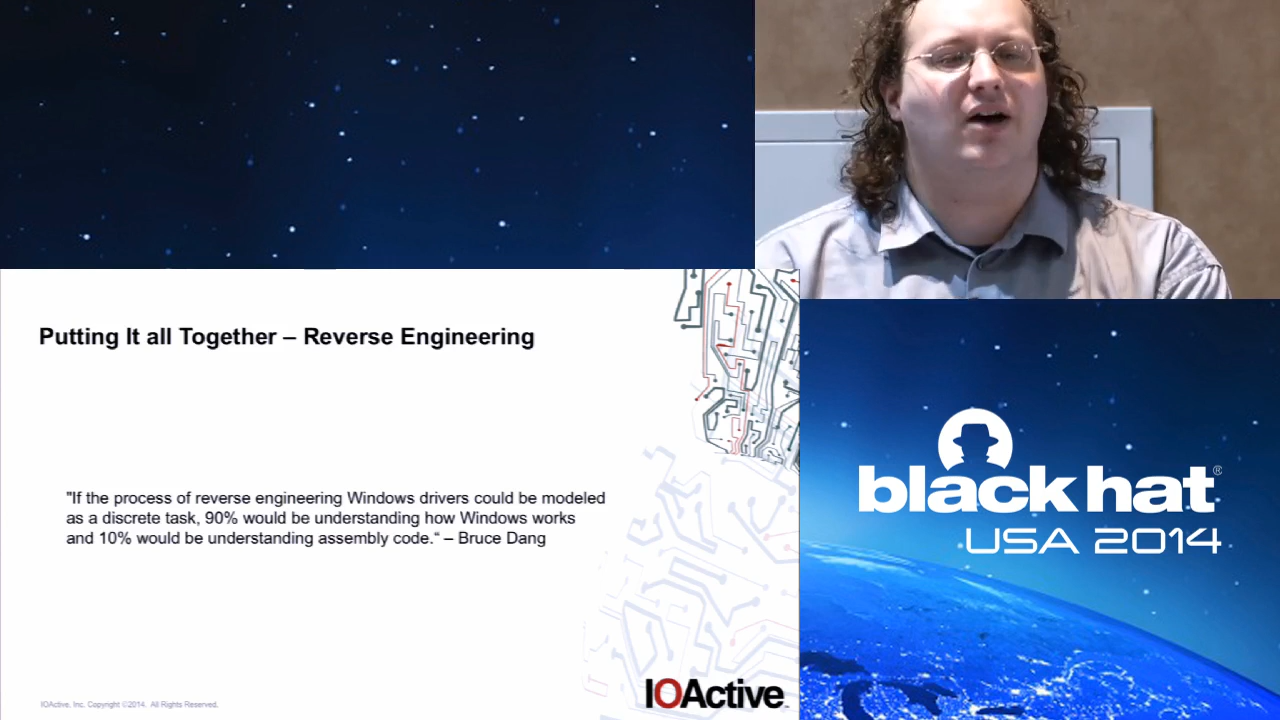 Putting It all Together – Reverse Engineering
"If the process of reverse engineering Windows drivers could be modeled
as a discrete task, 90% would be understanding how Windows works
and 10% would be understanding assembly code.“ – Bruce Dang
IOActive, Inc. Copyright ©2014. All Rights Reserved.
IOActive
black hat®
USA 2014